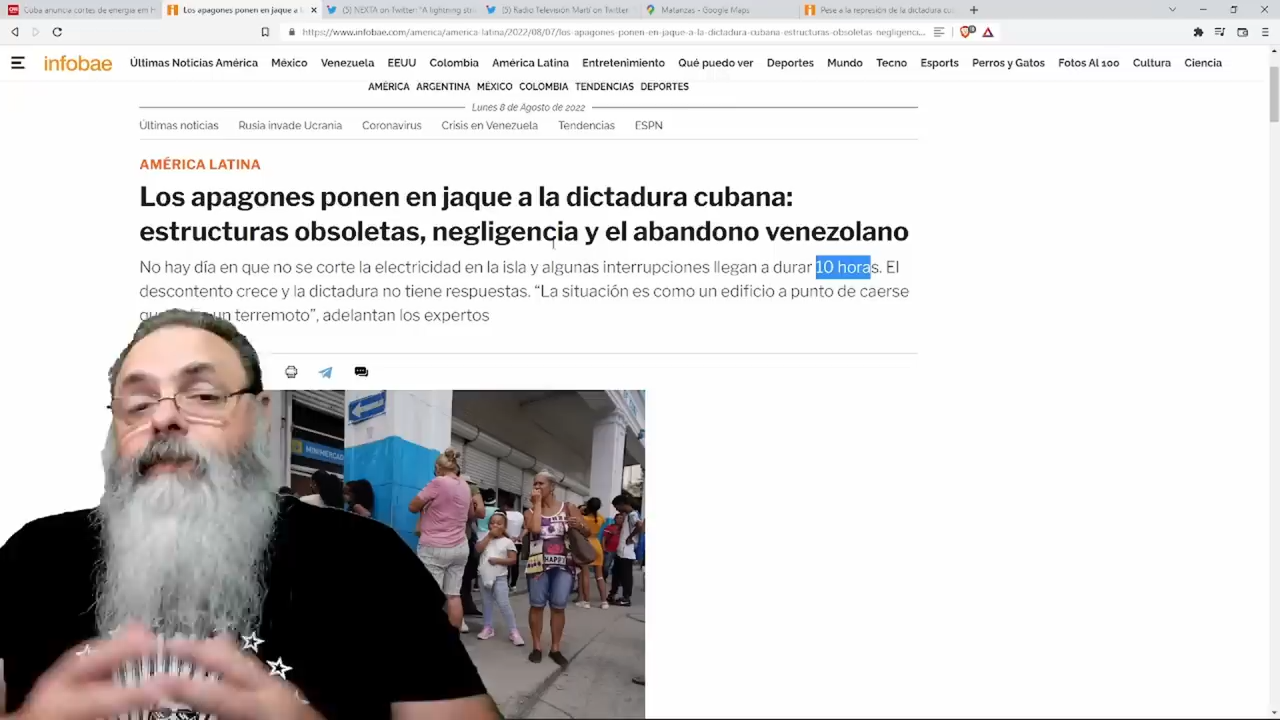 Cuba anuncia cortes de energia em H
Los apagones ponen en jaque a l
(5) NEXTA on Twitter: "A lightning str
(5) Radio Televisión Martí on Twitter
Matanzas - Google Maps
Pese a la represión de la dictadura cu
https://www.infobae.com/america/america-latina/2022/08/07/los-apagones-ponen-en-jaque-a-la-dictadura-cubana-estructuras-obsoletas-negligenci...
infobae
Últimas Noticias América México Venezuela EEUU Colombia América Latina Entretenimiento Qué puedo ver Deportes Mundo Tecno Esports Perros y Gatos Fotos Al 100 Cultura Ciencia
AMÉRICA ARGENTINA MÉXICO COLOMBIA TENDENCIAS DEPORTES
Lunes 8 de Agosto de 2022
Últimas noticias Rusia invade Ucrania Coronavirus Crisis en Venezuela Tendencias ESPN
AMÉRICA LATINA
Los apagones ponen en jaque a la dictadura cubana:
estructuras obsoletas, negligencia y el abandono venezolano
No hay día en que no se corte la electricidad en la isla y algunas interrupciones llegan a durar 10 horas. El
descontento crece y la dictadura no tiene respuestas. “La situación es como un edificio a punto de caerse
un terremoto”, adelantan los expertos
MINIMERCAD
HAPPY